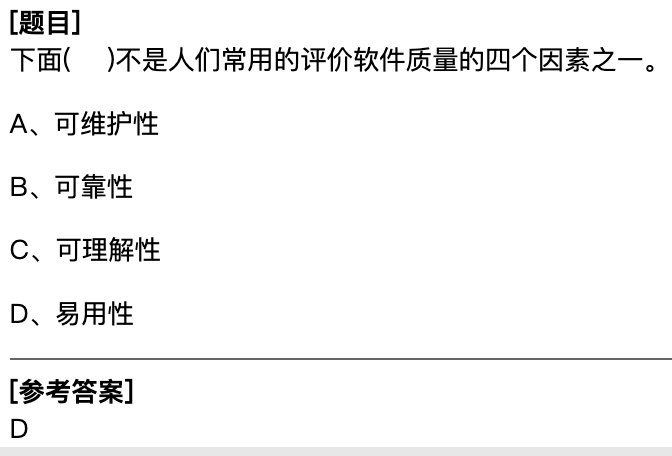 [题目]
下面(    )不是人们常用的评价软件质量的四个因素之一。
A、可维护性
B、可靠性
C、可理解性
D、易用性
[参考答案]
D